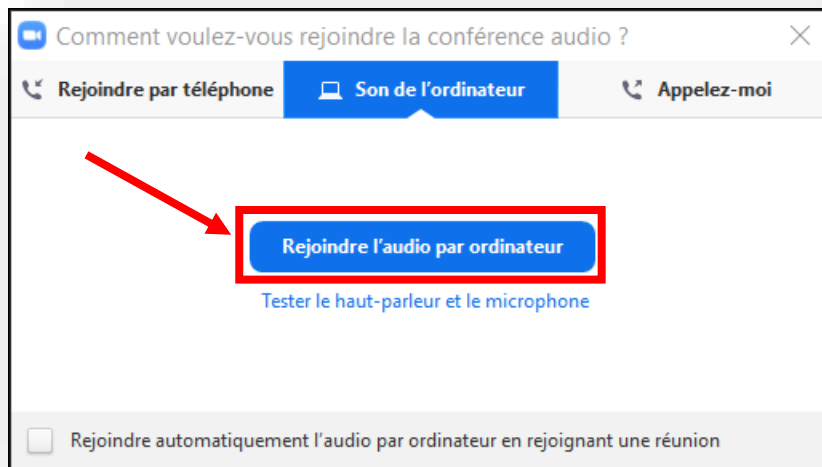 Comment voulez-vous rejoindre la conférence audio ?
Rejoindre par téléphone
Son de l'ordinateur
Appelez-moi
Rejoindre l'audio par ordinateur
Tester le haut-parleur et le microphone
Rejoindre automatiquement l'audio par ordinateur en rejoignant une réunion